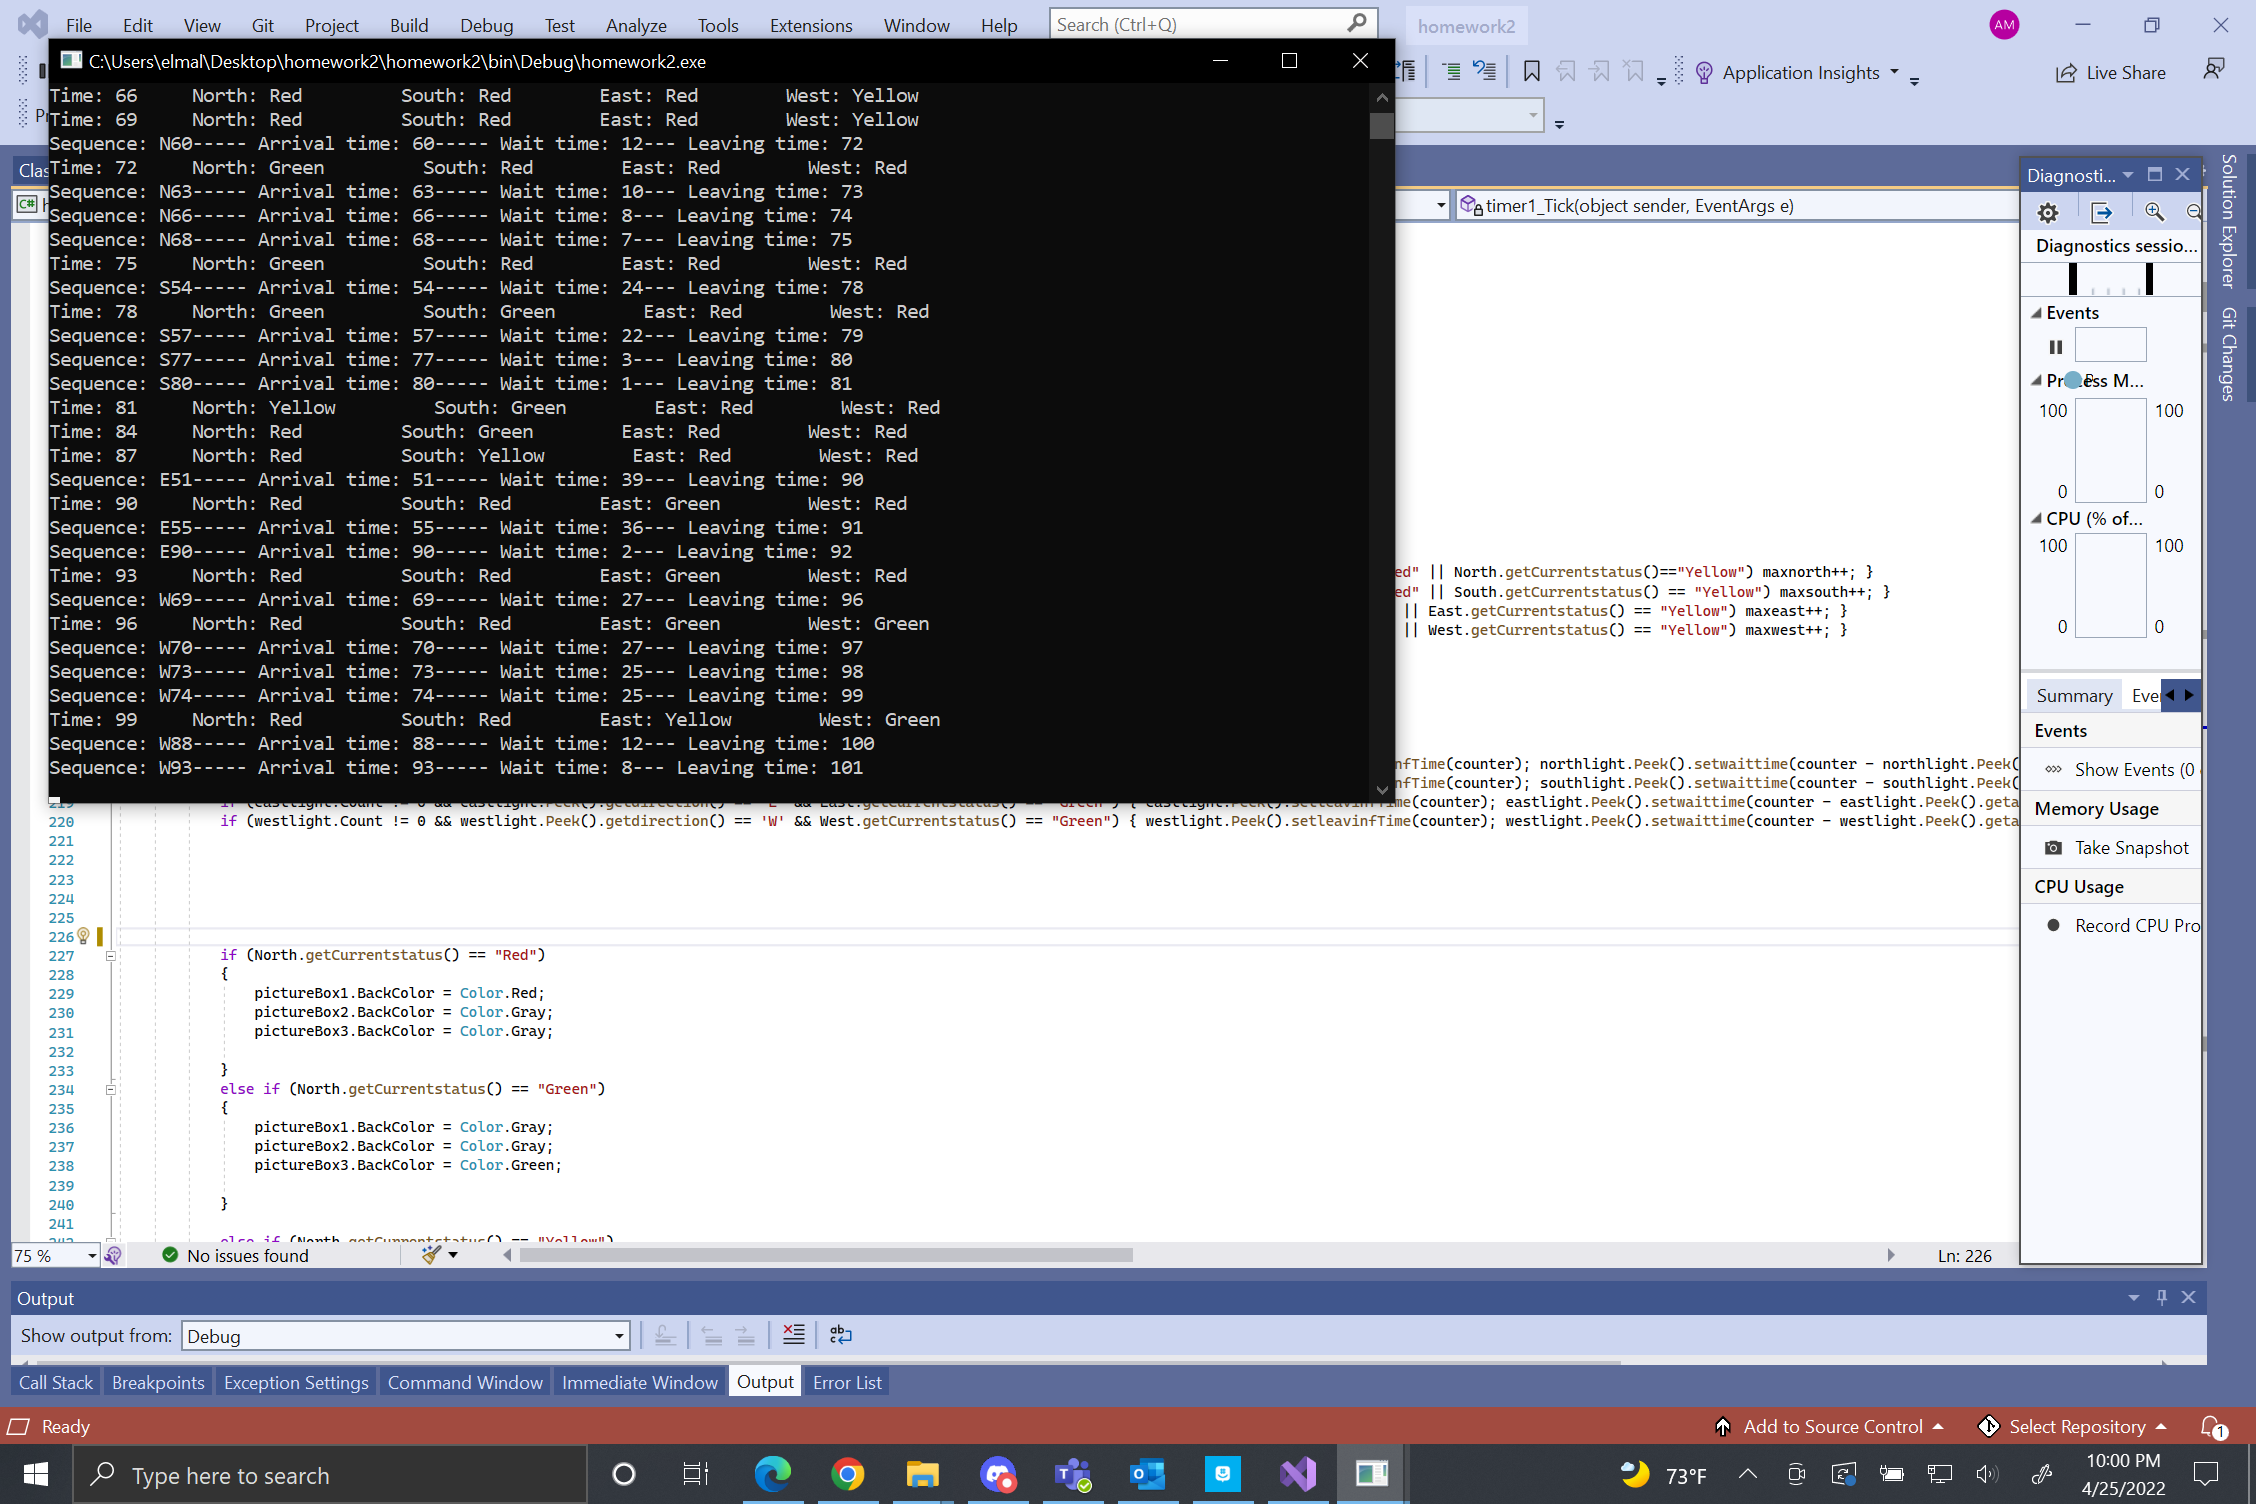 File Edit View Git Project Build Debug Test Analyze Tools Extensions Window Help Search (Ctrl+Q) homework2 AM
C:\Users\elmal\Desktop\homework2\homework2\bin\Debug\homework2.exe
Application Insights Live Share
Time: 66 North: Red South: Red East: Red West: Yellow
Time: 69 North: Red South: Red East: Red West: Yellow
Sequence: N60----- Arrival time: 60----- Wait time: 12--- Leaving time: 72
Time: 72 North: Green South: Red East: Red West: Red
Sequence: N63----- Arrival time: 63----- Wait time: 10--- Leaving time: 73
Sequence: N66----- Arrival time: 66----- Wait time: 8--- Leaving time: 74
Sequence: N68----- Arrival time: 68----- Wait time: 7--- Leaving time: 75
Time: 75 North: Green South: Red East: Red West: Red
Sequence: S54----- Arrival time: 54----- Wait time: 24--- Leaving time: 78
Time: 78 North: Green South: Green East: Red West: Red
Sequence: S57----- Arrival time: 57----- Wait time: 22--- Leaving time: 79
Sequence: S77----- Arrival time: 77----- Wait time: 3--- Leaving time: 80
Sequence: S80----- Arrival time: 80----- Wait time: 1--- Leaving time: 81
Time: 81 North: Yellow South: Green East: Red West: Red
Time: 84 North: Red South: Green East: Red West: Red
Time: 87 North: Red South: Yellow East: Red West: Red
Sequence: E51----- Arrival time: 51----- Wait time: 39--- Leaving time: 90
Time: 90 North: Red South: Red East: Green West: Red
Sequence: E55----- Arrival time: 55----- Wait time: 36--- Leaving time: 91
Sequence: E90----- Arrival time: 90----- Wait time: 2--- Leaving time: 92
Time: 93 North: Red South: Red East: Green West: Red
Sequence: W69----- Arrival time: 69----- Wait time: 27--- Leaving time: 96
Time: 96 North: Red South: Red East: Green West: Green
Sequence: W70----- Arrival time: 70----- Wait time: 27--- Leaving time: 97
Sequence: W73----- Arrival time: 73----- Wait time: 25--- Leaving time: 98
Sequence: W74----- Arrival time: 74----- Wait time: 25--- Leaving time: 99
Time: 99 North: Red South: Red East: Yellow West: Green
Sequence: W88----- Arrival time: 88----- Wait time: 12--- Leaving time: 100
Sequence: W93----- Arrival time: 93----- Wait time: 8--- Leaving time: 101
Clas
timer1_Tick(object sender, EventArgs e)
ed" || North.getCurrentstatus()=="Yellow") maxnorth++; }
ed" || South.getCurrentstatus() == "Yellow") maxsouth++; }
|| East.getCurrentstatus() == "Yellow") maxeast++; }
|| West.getCurrentstatus() == "Yellow") maxwest++; }
nfTime(counter); northlight.Peek().setwaittime(counter - northlight.Peek(
nfTime(counter); southlight.Peek().setwaittime(counter - southlight.Peek(
me(counter); eastlight.Peek().setwaittime(counter - eastlight.Peek().geta
220 if (westlight.Count != 0 && westlight.Peek().getdirection() == 'W' && West.getCurrentstatus() == "Green") { westlight.Peek().setleavinfTime(counter); westlight.Peek().setwaittime(counter - westlight.Peek().geta
221
222
223
224
225
226
227 if (North.getCurrentstatus() == "Red")
228 {
229 pictureBox1.BackColor = Color.Red;
230 pictureBox2.BackColor = Color.Gray;
231 pictureBox3.BackColor = Color.Gray;
232
233 }
234 else if (North.getCurrentstatus() == "Green")
235 {
236 pictureBox1.BackColor = Color.Gray;
237 pictureBox2.BackColor = Color.Gray;
238 pictureBox3.BackColor = Color.Green;
239
240 }
241
else if (North.getCurrentstatus() == "Yellow")
75 % No issues found Ln: 226
Diagnosti...
Diagnostics sessio...
Events
Process M...
100 100
0 0
CPU (% of...
100 100
0 0
Summary Eve
Events
Show Events (0
Memory Usage
Take Snapshot
CPU Usage
Record CPU Pro
Solution Explorer
Git Changes
Output
Show output from: Debug
Call Stack Breakpoints Exception Settings Command Window Immediate Window Output Error List
Ready Add to Source Control Select Repository 1
Type here to search 73°F 10:00 PM
4/25/2022